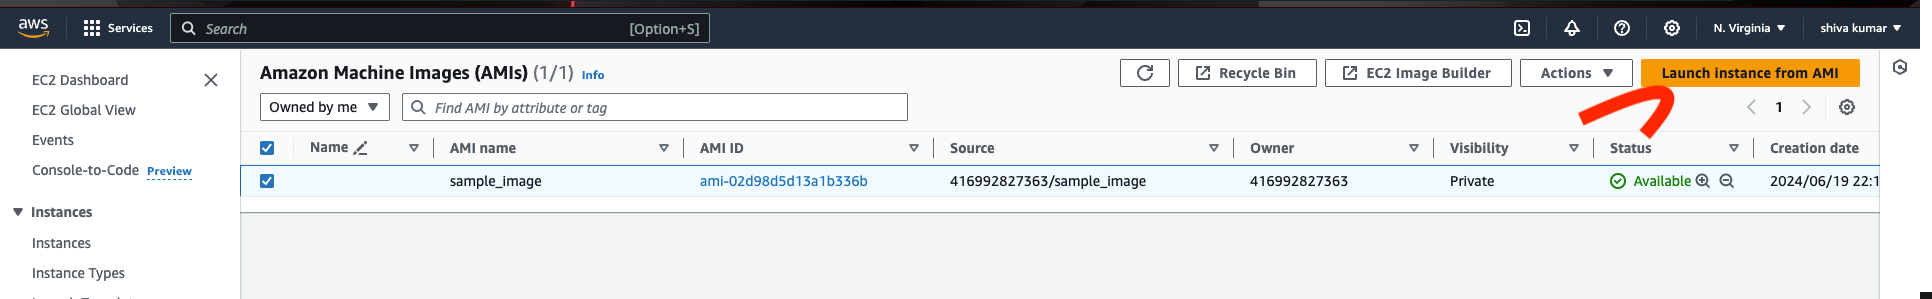 aws Services Search [Option+S] N. Virginia shiva kumar
EC2 Dashboard
EC2 Global View
Events
Console-to-Code Preview
Instances
Instances
Instance Types
Amazon Machine Images (AMIs) (1/1) Info
Recycle Bin EC2 Image Builder Actions Launch instance from AMI
Owned by me Find AMI by attribute or tag 1
Name AMI name AMI ID Source Owner Visibility Status Creation date
sample_image ami-02d98d5d13a1b336b 416992827363/sample_image 416992827363 Private Available 2024/06/19 22:1